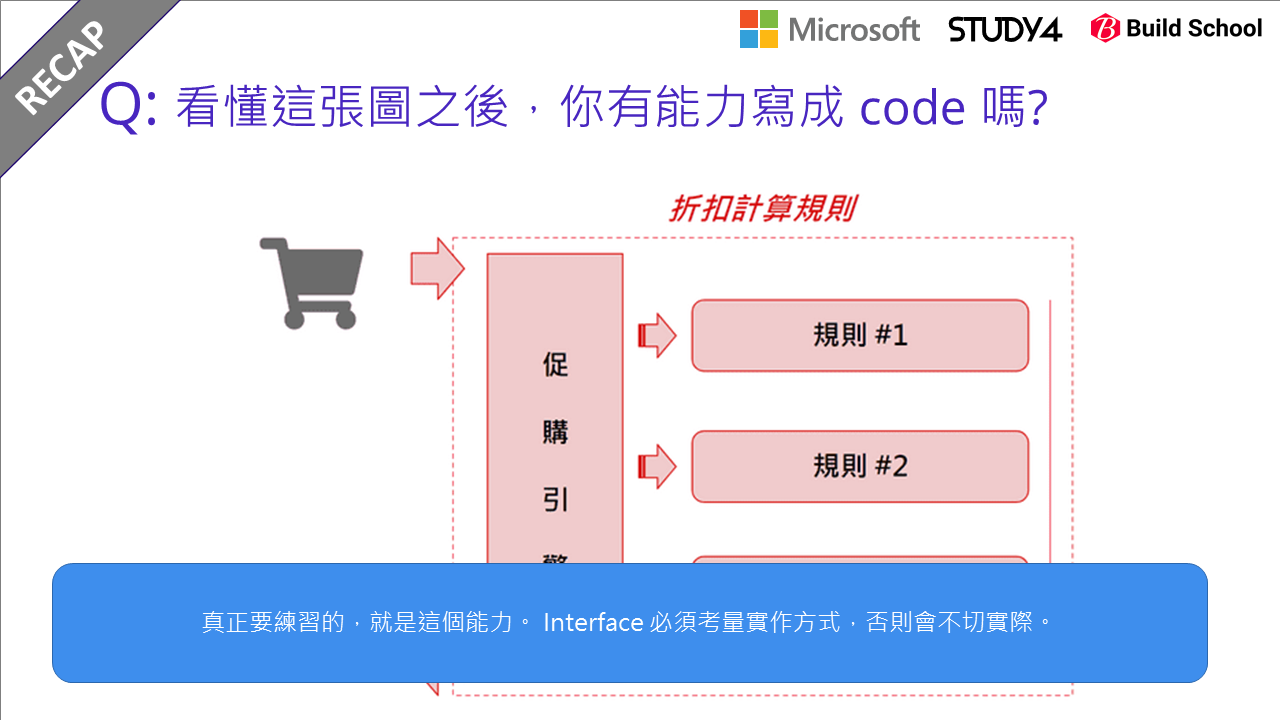 RECAP
Microsoft STUDY4 Build School
Q: 看懂這張圖之後，你有能力寫成 code 嗎?
折扣計算規則
規則 #1
促
購
規則 #2
引
真正要練習的，就是這個能力。 Interface 必須考量實作方式，否則會不切實際。